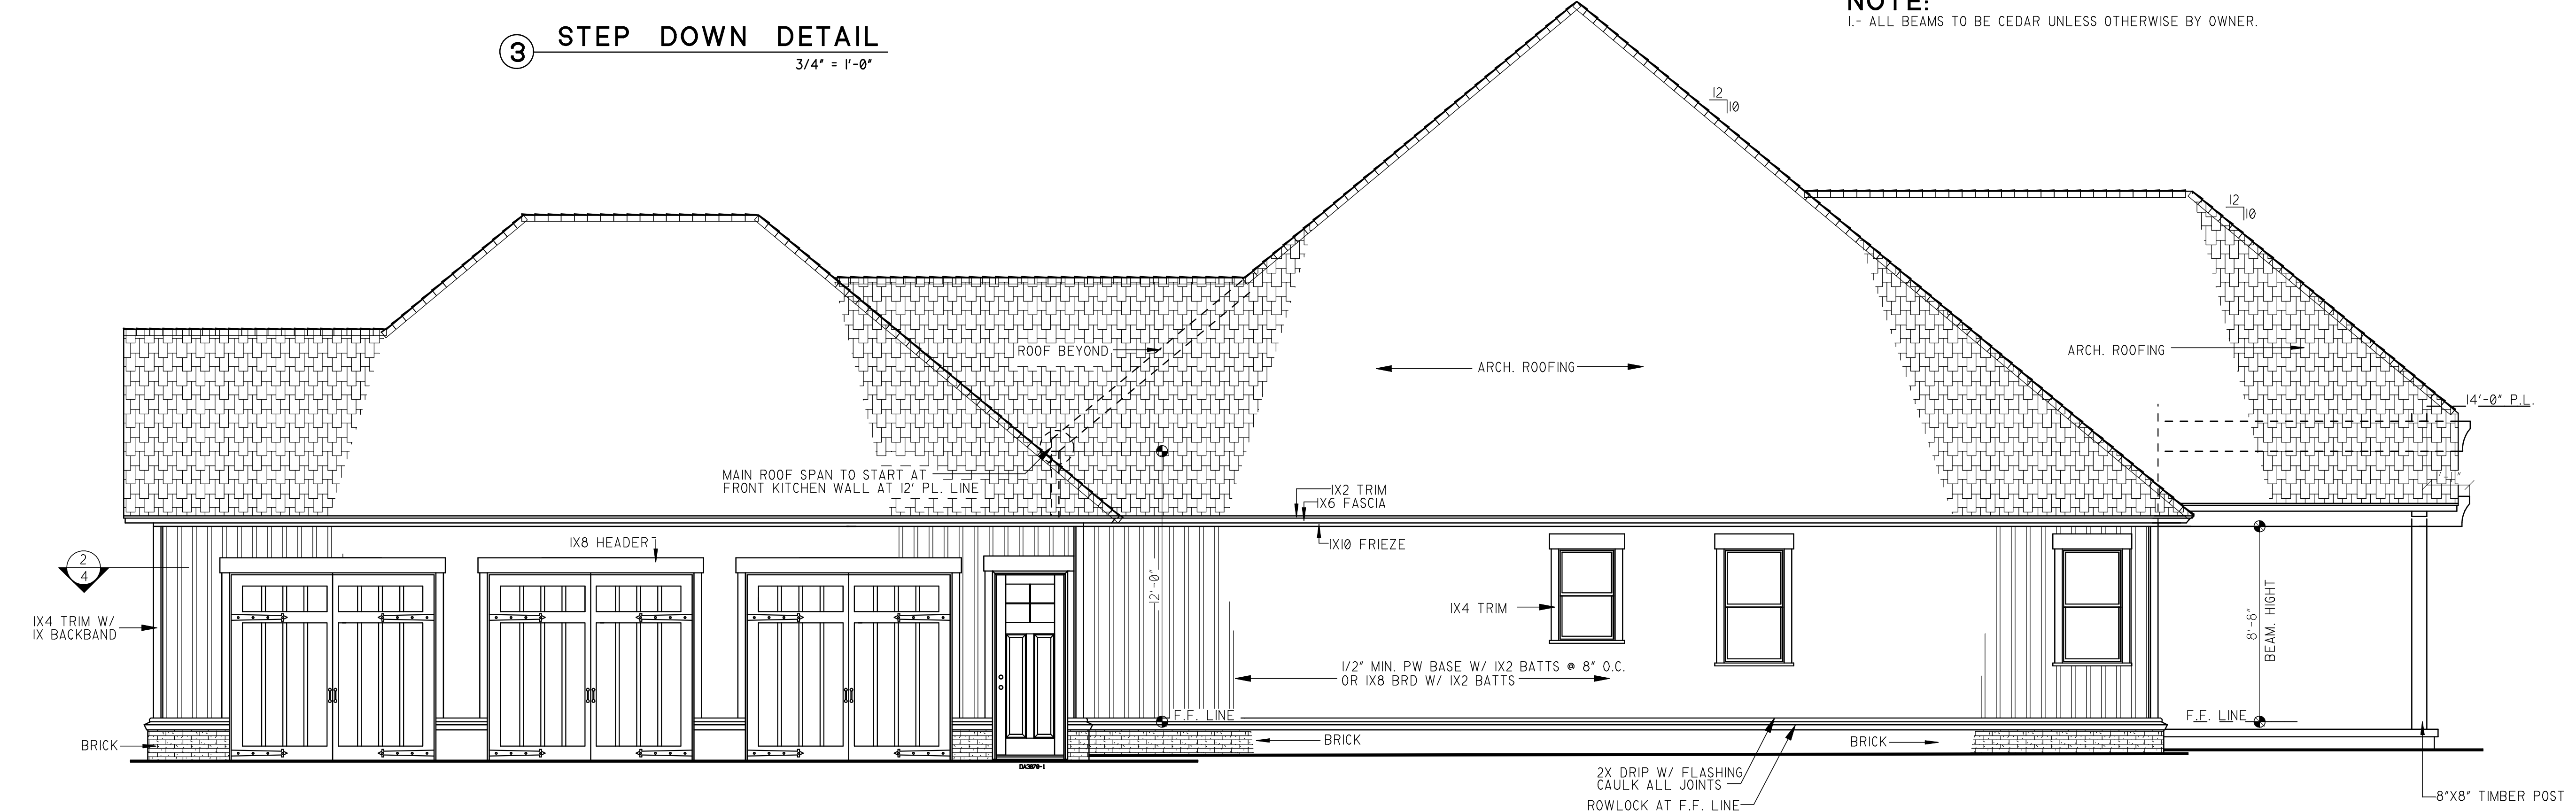 NOTE:
1.- ALL BEAMS TO BE CEDAR UNLESS OTHERWISE BY OWNER.
3
STEP DOWN DETAIL
3/4" = 1'-0"
12
10
12
10
ROOF BEYOND
ARCH. ROOFING
ARCH. ROOFING
14'-0" P.L.
MAIN ROOF SPAN TO START AT
FRONT KITCHEN WALL AT 12' PL. LINE
1X2 TRIM
1X6 FASCIA
1X10 FRIEZE
1X8 HEADER
2
4
1X4 TRIM W/
1X BACKBAND
12'-0"
1X4 TRIM
8'-8"
BEAM. HIGHT
1/2" MIN. PW BASE W/ 1X2 BATTS @ 8" O.C.
OR 1X8 BRD W/ 1X2 BATTS
F.F. LINE
F.F. LINE
BRICK
BRICK
BRICK
DA3878-1
2X DRIP W/ FLASHING
CAULK ALL JOINTS
ROWLOCK AT F.F. LINE
8"X8" TIMBER POST